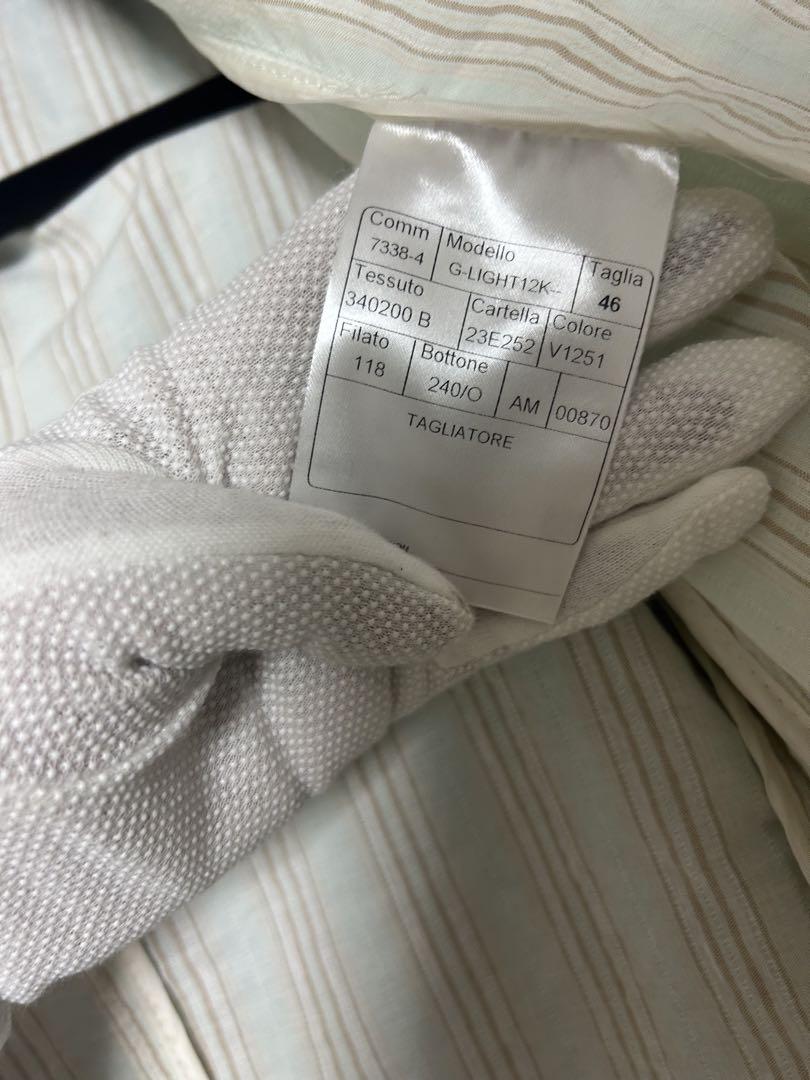 Comm Modello Taglia
7338-4 G-LIGHT12K-- 46
Tessuto Cartella Colore
340200 B 23E252 V1251
Filato Bottone AM 00870
118 240/O
TAGLIATORE